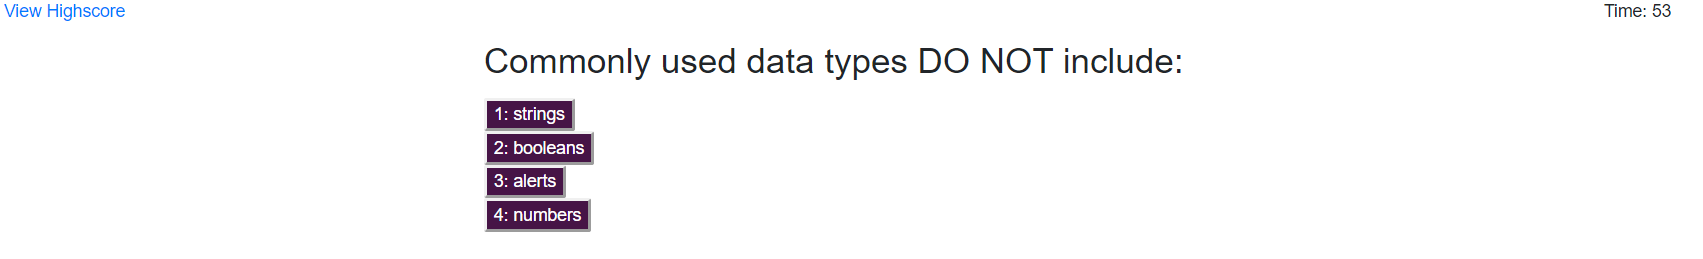 View Highscore
Time: 53
Commonly used data types DO NOT include:
1: strings
2: booleans
3: alerts
4: numbers